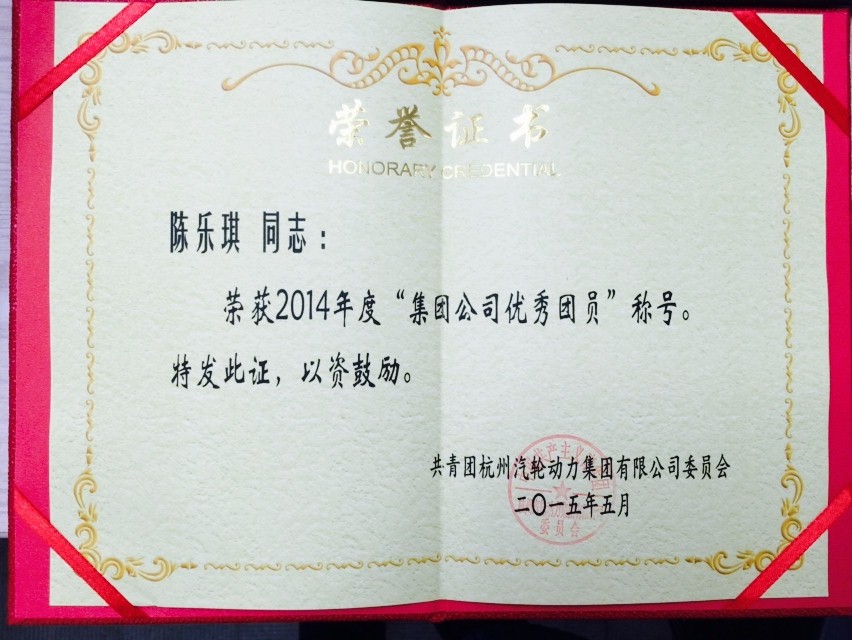 荣誉证书
HONORARY CREDENTIAL
陈乐琪 同志：
荣获2014年度“集团公司优秀团员”称号。
特发此证，以资鼓励。
共青团杭州汽轮动力集团有限公司委员会
二〇一五年五月
委员会